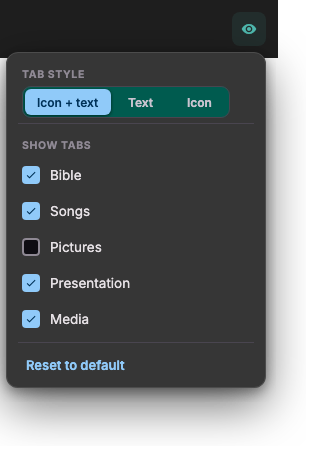 TAB STYLE
Icon + text Text Icon
SHOW TABS
Bible
Songs
Pictures
Presentation
Media
Reset to default